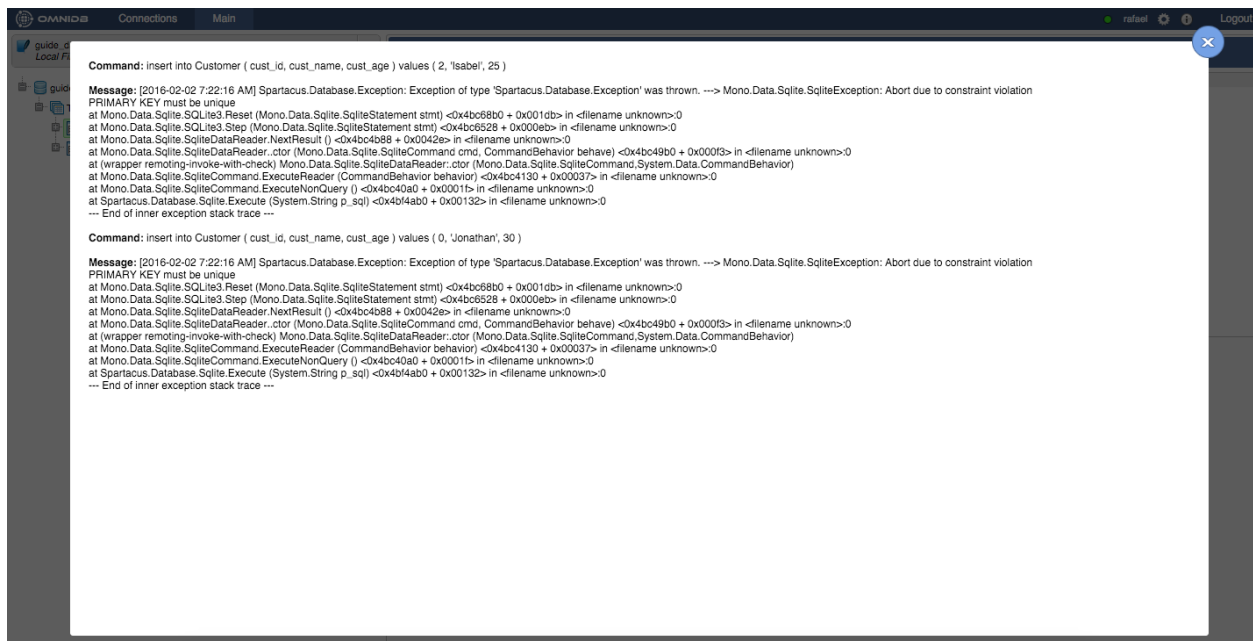 OMNIDB Connections Main rafael Logout
guide_d
Local Fi
guid
T
Command: insert into Customer ( cust_id, cust_name, cust_age ) values ( 2, 'Isabel', 25 )
Message: [2016-02-02 7:22:16 AM] Spartacus.Database.Exception: Exception of type 'Spartacus.Database.Exception' was thrown. ---> Mono.Data.Sqlite.SqliteException: Abort due to constraint violation
PRIMARY KEY must be unique
at Mono.Data.Sqlite.SQLite3.Reset (Mono.Data.Sqlite.SqliteStatement stmt) <0x4bc68b0 + 0x001db> in <filename unknown>:0
at Mono.Data.Sqlite.SQLite3.Step (Mono.Data.Sqlite.SqliteStatement stmt) <0x4bc6528 + 0x000eb> in <filename unknown>:0
at Mono.Data.Sqlite.SqliteDataReader.NextResult () <0x4bc4b88 + 0x0042e> in <filename unknown>:0
at Mono.Data.Sqlite.SqliteDataReader..ctor (Mono.Data.Sqlite.SqliteCommand cmd, CommandBehavior behave) <0x4bc49b0 + 0x000f3> in <filename unknown>:0
at (wrapper remoting-invoke-with-check) Mono.Data.Sqlite.SqliteDataReader:.ctor (Mono.Data.Sqlite.SqliteCommand,System.Data.CommandBehavior)
at Mono.Data.Sqlite.SqliteCommand.ExecuteReader (CommandBehavior behavior) <0x4bc4130 + 0x00037> in <filename unknown>:0
at Mono.Data.Sqlite.SqliteCommand.ExecuteNonQuery () <0x4bc40a0 + 0x0001f> in <filename unknown>:0
at Spartacus.Database.Sqlite.Execute (System.String p_sql) <0x4bf4ab0 + 0x00132> in <filename unknown>:0
--- End of inner exception stack trace ---
Command: insert into Customer ( cust_id, cust_name, cust_age ) values ( 0, 'Jonathan', 30 )
Message: [2016-02-02 7:22:16 AM] Spartacus.Database.Exception: Exception of type 'Spartacus.Database.Exception' was thrown. ---> Mono.Data.Sqlite.SqliteException: Abort due to constraint violation
PRIMARY KEY must be unique
at Mono.Data.Sqlite.SQLite3.Reset (Mono.Data.Sqlite.SqliteStatement stmt) <0x4bc68b0 + 0x001db> in <filename unknown>:0
at Mono.Data.Sqlite.SQLite3.Step (Mono.Data.Sqlite.SqliteStatement stmt) <0x4bc6528 + 0x000eb> in <filename unknown>:0
at Mono.Data.Sqlite.SqliteDataReader.NextResult () <0x4bc4b88 + 0x0042e> in <filename unknown>:0
at Mono.Data.Sqlite.SqliteDataReader..ctor (Mono.Data.Sqlite.SqliteCommand cmd, CommandBehavior behave) <0x4bc49b0 + 0x000f3> in <filename unknown>:0
at (wrapper remoting-invoke-with-check) Mono.Data.Sqlite.SqliteDataReader:.ctor (Mono.Data.Sqlite.SqliteCommand,System.Data.CommandBehavior)
at Mono.Data.Sqlite.SqliteCommand.ExecuteReader (CommandBehavior behavior) <0x4bc4130 + 0x00037> in <filename unknown>:0
at Mono.Data.Sqlite.SqliteCommand.ExecuteNonQuery () <0x4bc40a0 + 0x0001f> in <filename unknown>:0
at Spartacus.Database.Sqlite.Execute (System.String p_sql) <0x4bf4ab0 + 0x00132> in <filename unknown>:0
--- End of inner exception stack trace ---